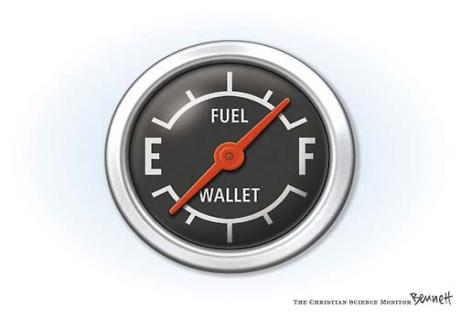 FUEL
E F
WALLET
THE CHRISTIAN SCIENCE MONITOR Bennett